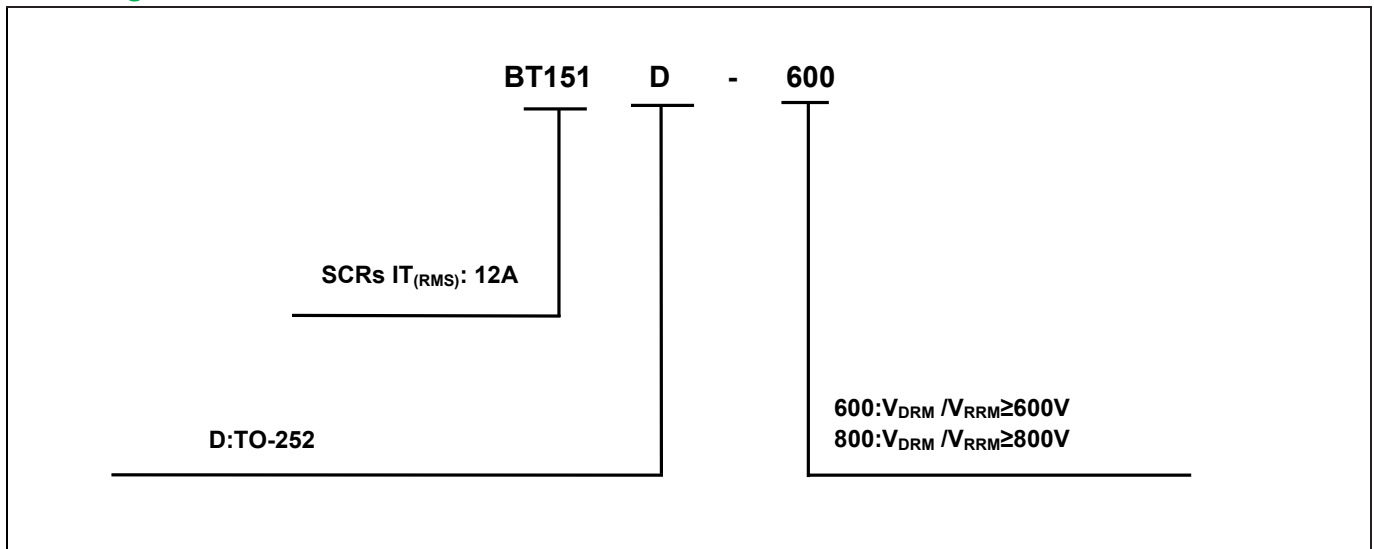 BT151 D - 600
SCRs IT(RMS): 12A
600:VDRM /VRRM≥600V
800:VDRM /VRRM≥800V
D:TO-252